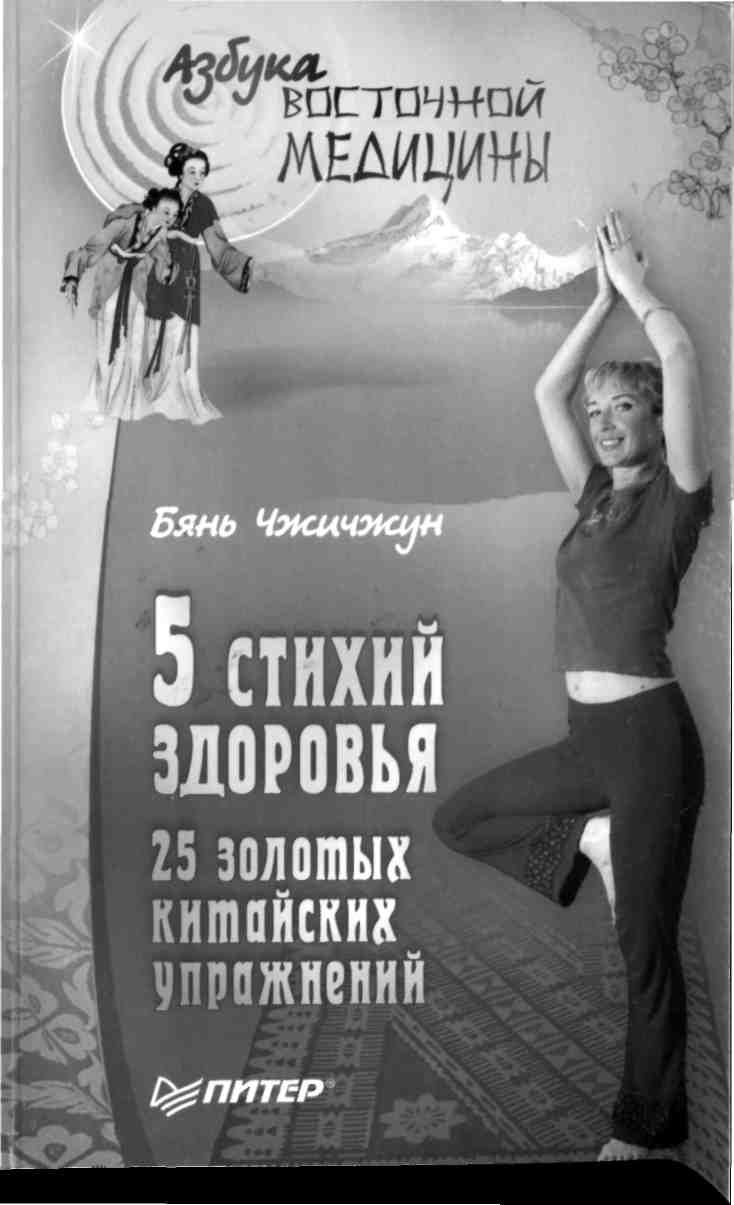 Азбука
ВОСТОЧНОЙ
МЕДИЦИНЫ
Бянь Чжичжун
5 СТИХИЙ
ЗДОРОВЬЯ
25 золотых
китайских
упражнений
ПИТЕР®